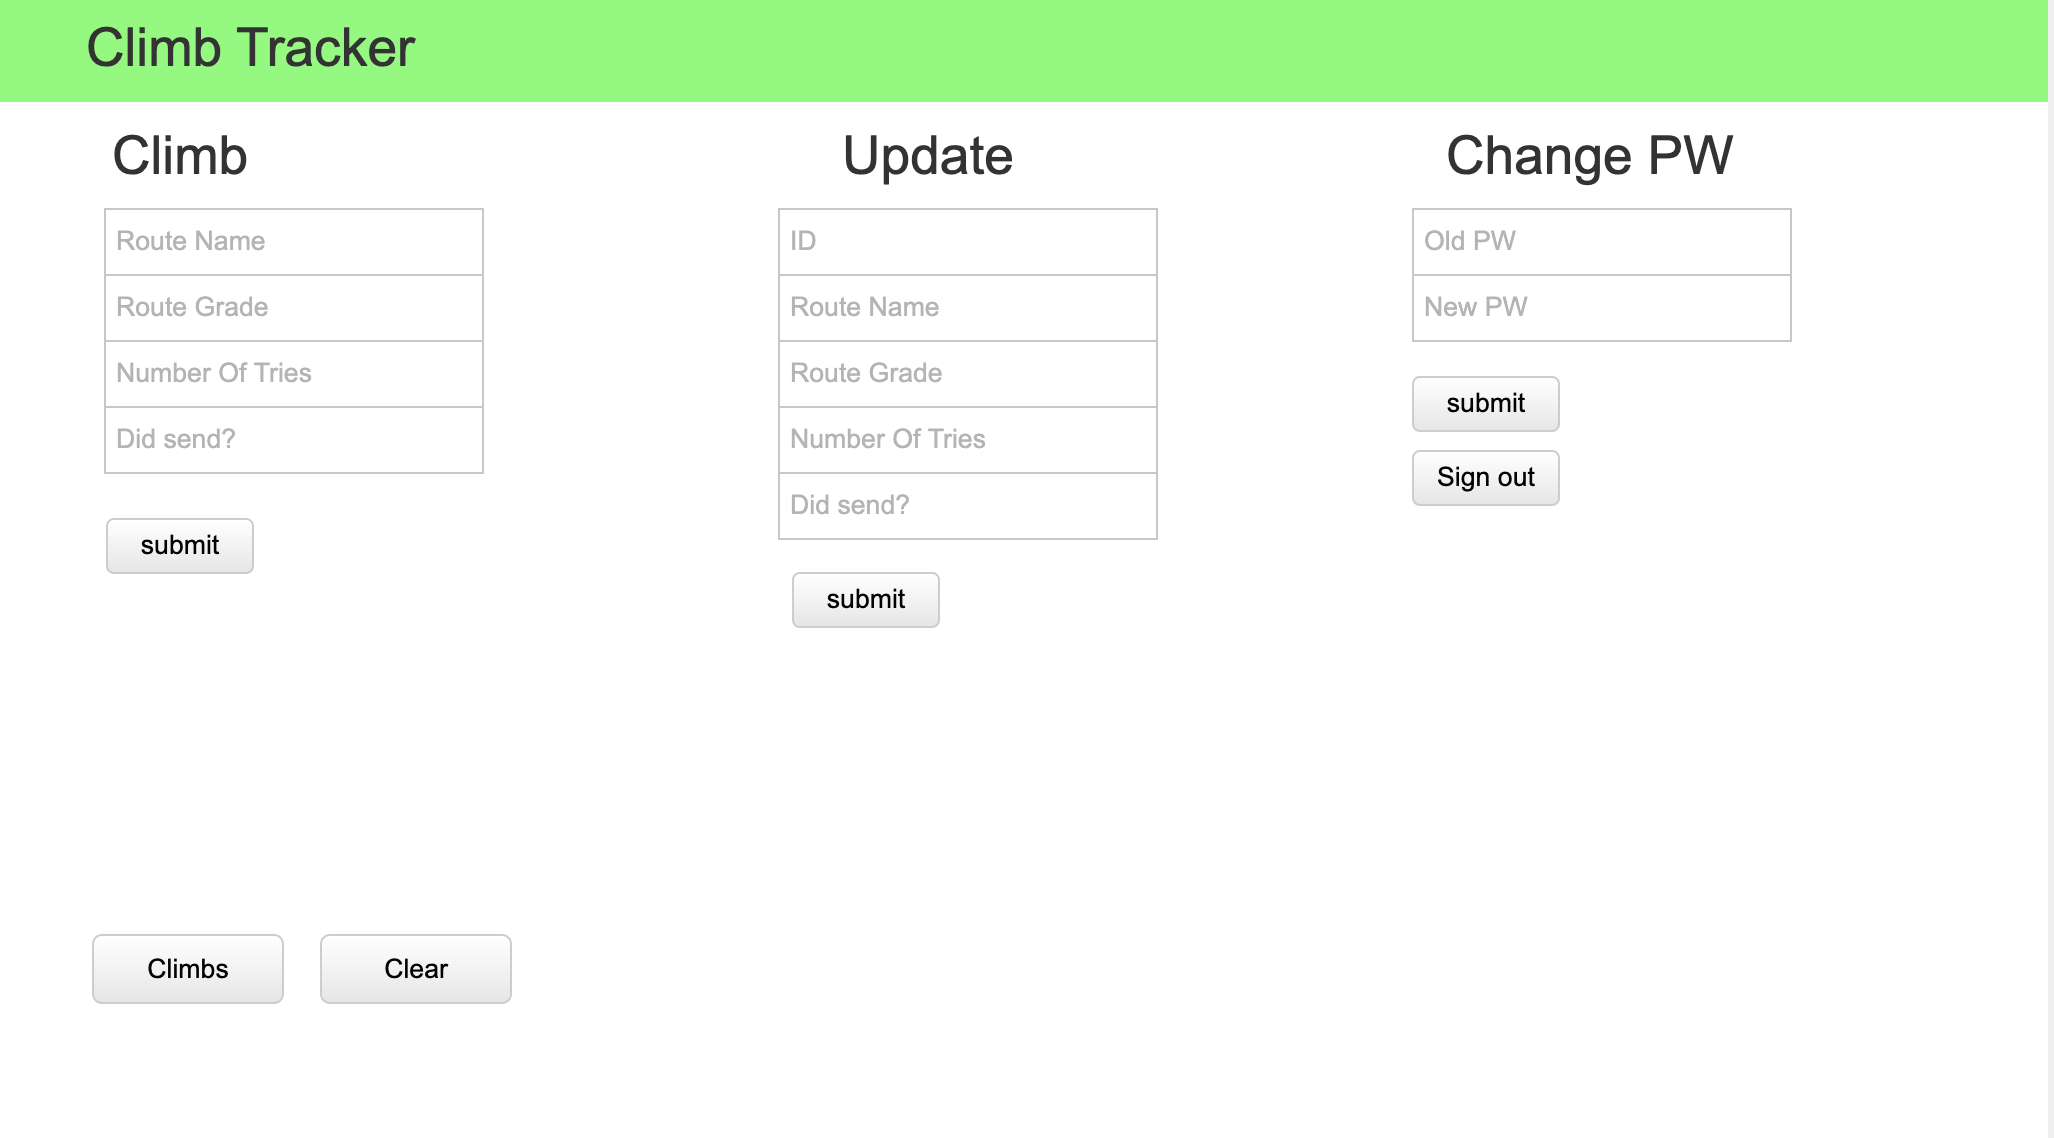 Climb Tracker
Climb
Route Name
Route Grade
Number Of Tries
Did send?
submit
Update
ID
Route Name
Route Grade
Number Of Tries
Did send?
submit
Change PW
Old PW
New PW
submit
Sign out
Climbs
Clear